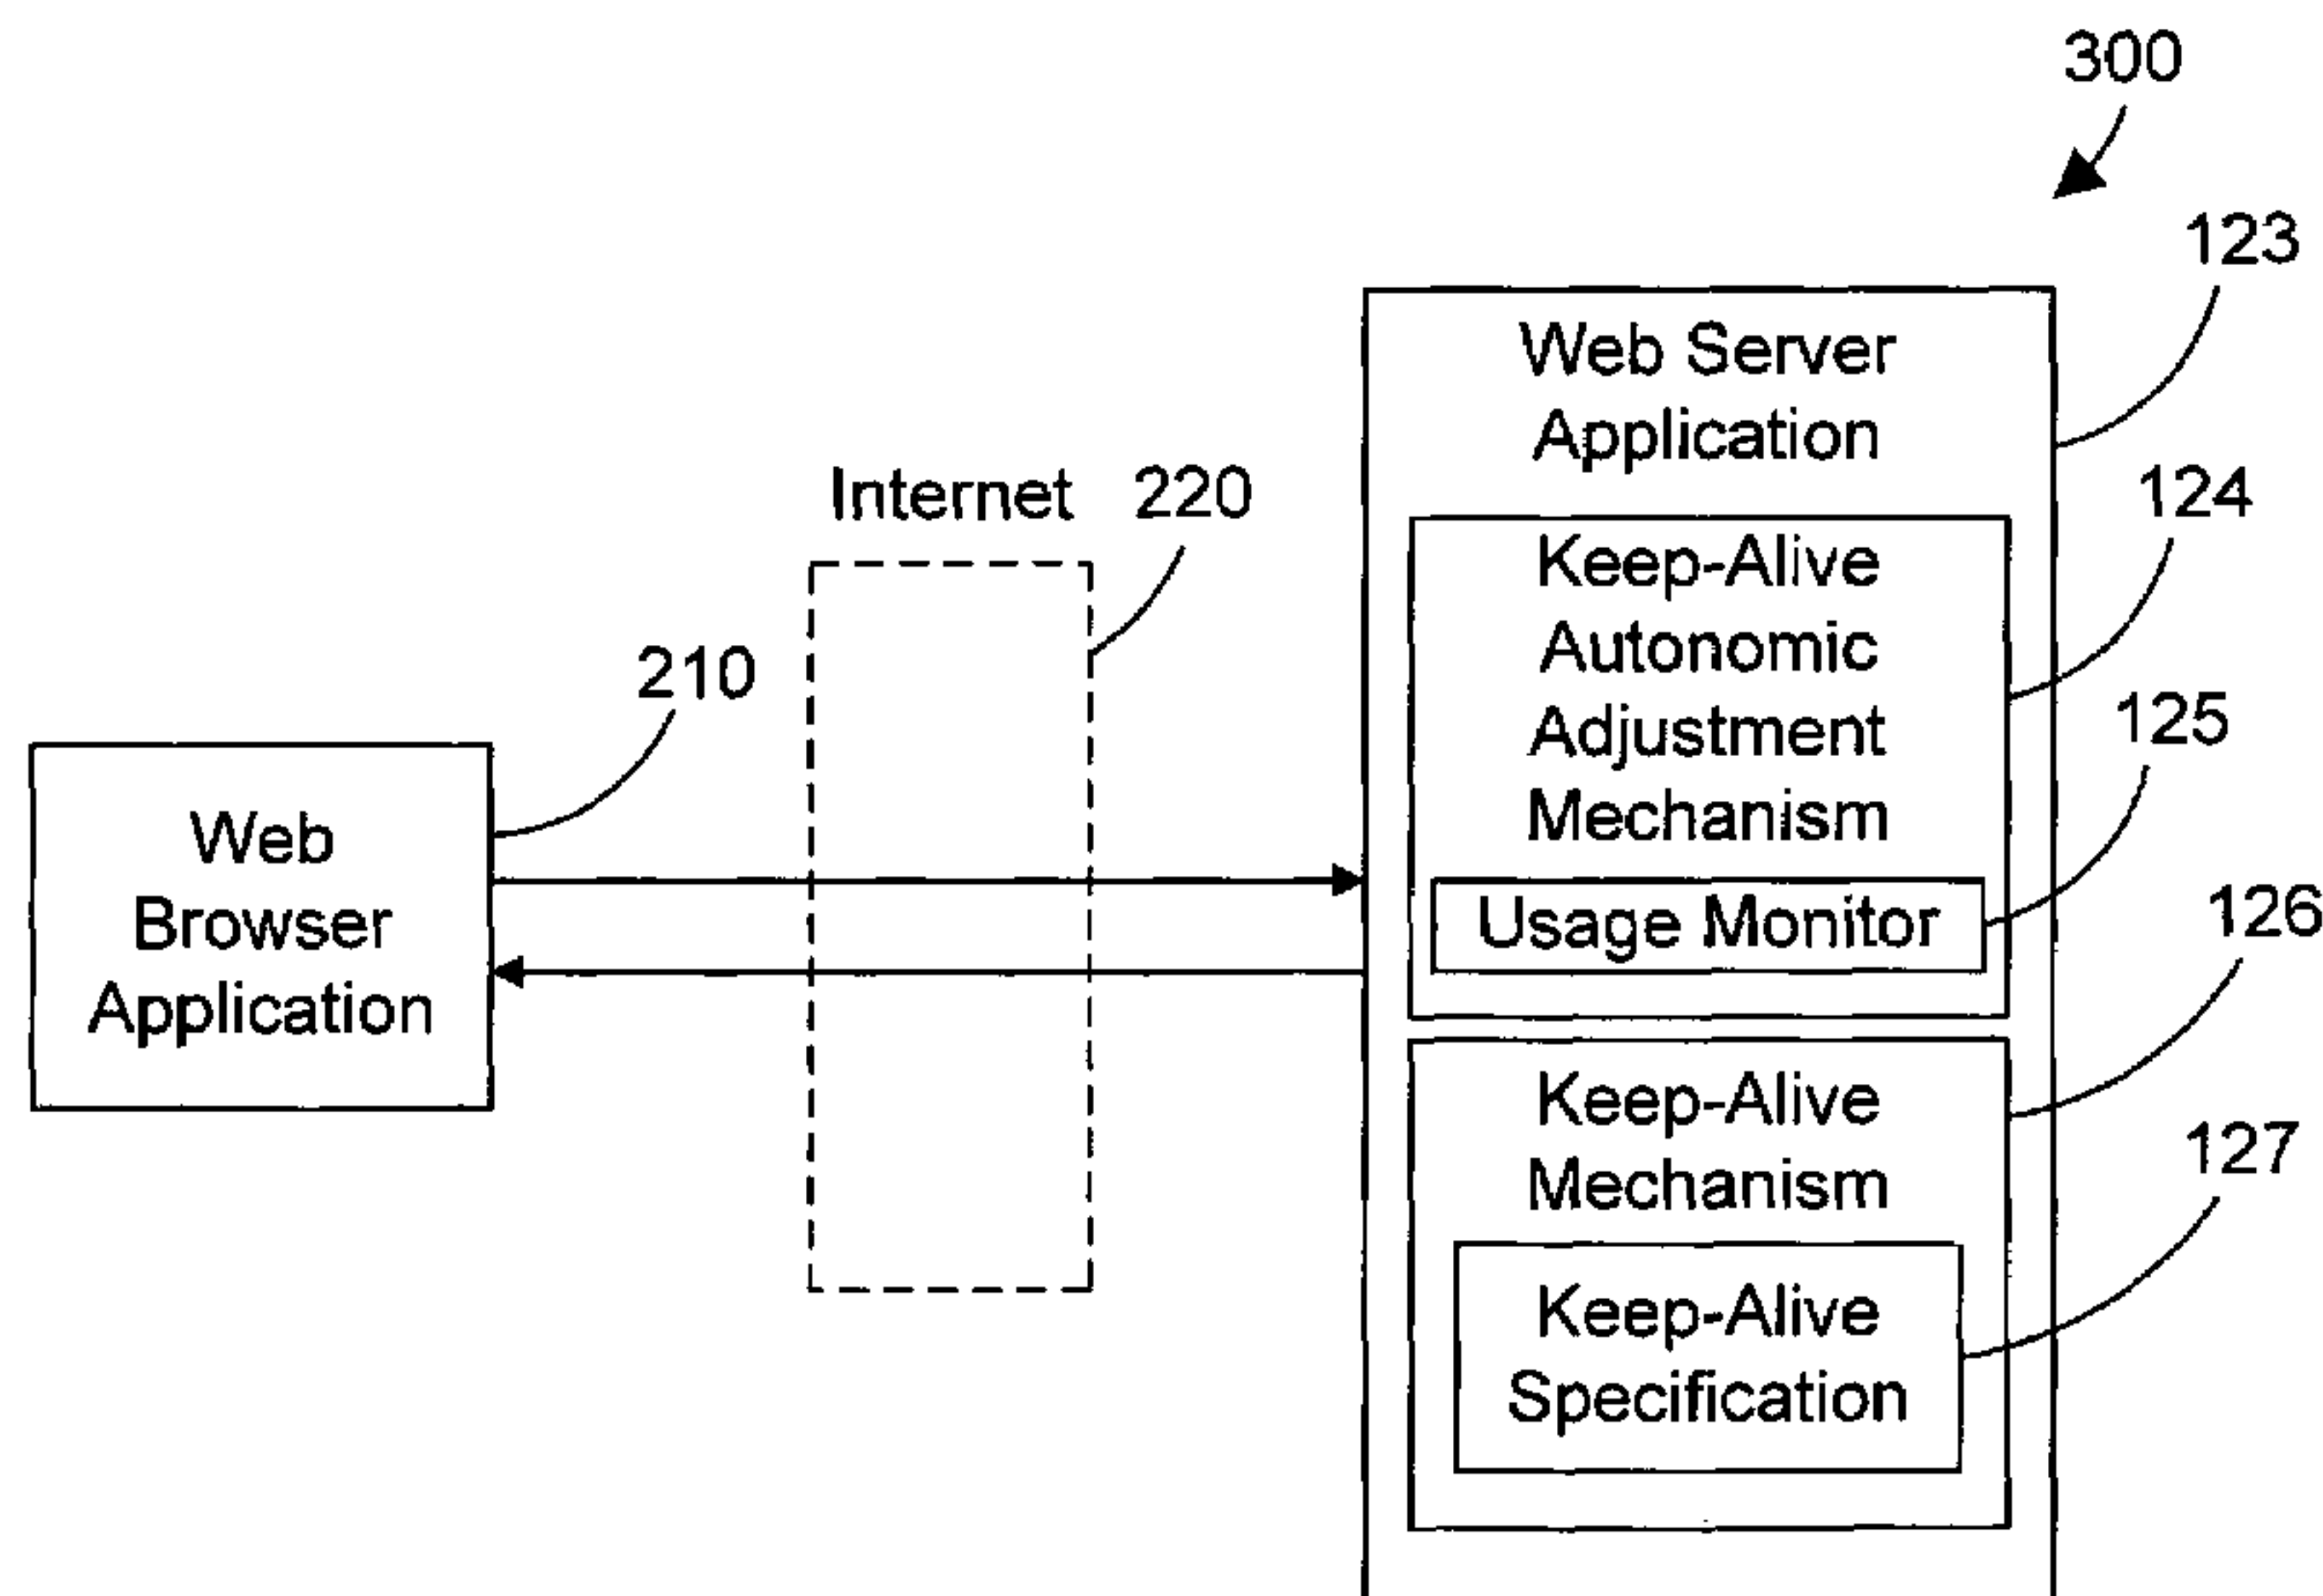 300
123
Web Server
Application
Internet
220
124
Keep-Alive
Autonomic
Adjustment
Mechanism
210
125
Web
Browser
Application
Usage Monitor
126
Keep-Alive
Mechanism
127
Keep-Alive
Specification